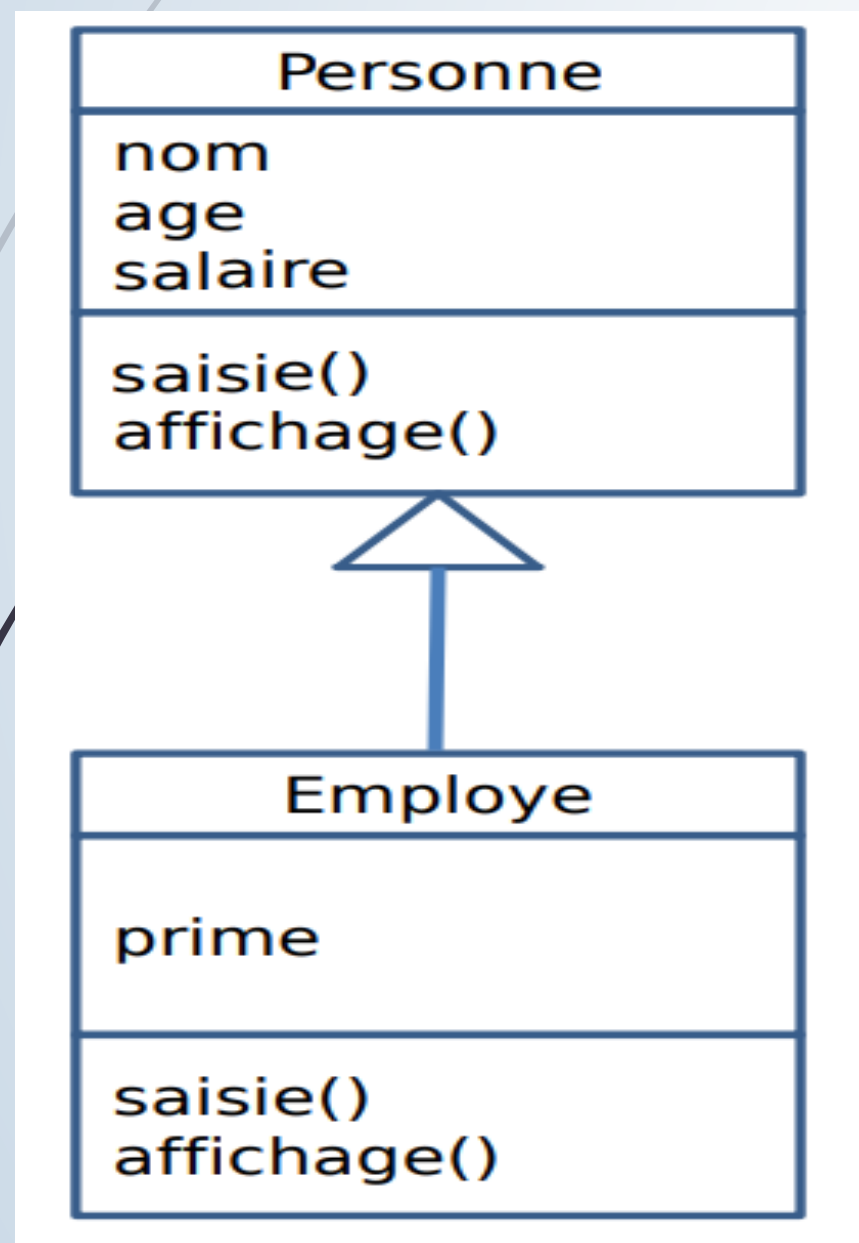 Personne
nom
age
salaire
saisie()
affichage()
Employe
prime
saisie()
affichage()